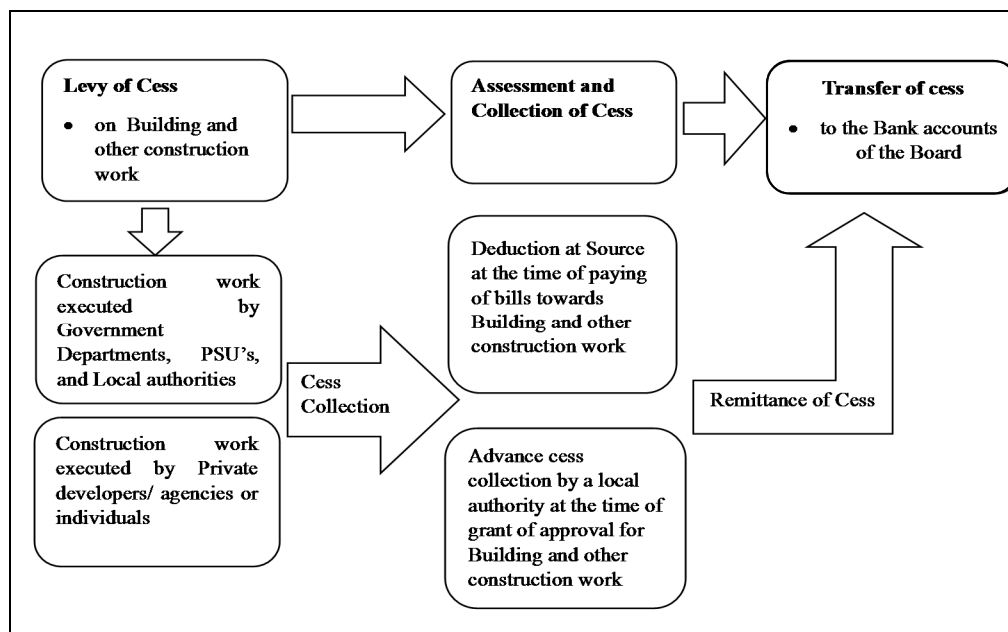 Levy of Cess
• on Building and
other construction
work
Assessment and
Collection of Cess
Transfer of cess
• to the Bank accounts
of the Board
Construction work
executed by
Government
Departments, PSU's,
and Local authorities
Construction work
executed by Private
developers/ agencies or
individuals
Cess
Collection
Deduction at Source
at the time of paying
of bills towards
Building and other
construction work
Advance cess
collection by a local
authority at the time of
grant of approval for
Building and other
construction work
Remittance of Cess